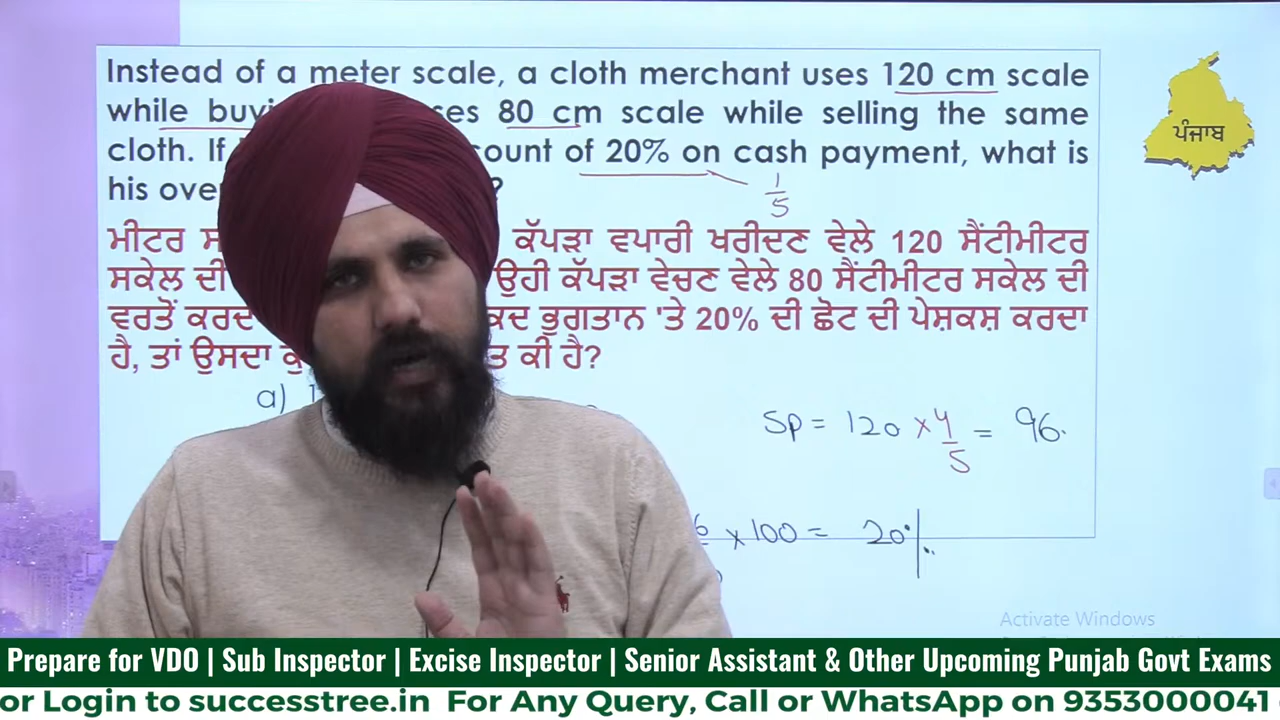 Instead of a meter scale, a cloth merchant uses 120 cm scale
while buyi ses 80 cm scale while selling the same
cloth. If count of 20% on cash payment, what is
his ove ?
ਪੰਜਾਬ
1/5
ਮੀਟਰ ਸ ਕੱਪੜਾ ਵਪਾਰੀ ਖਰੀਦਣ ਵੇਲੇ 120 ਸੈਂਟੀਮੀਟਰ
ਸਕੇਲ ਦੀ ਉਹੀ ਕੱਪੜਾ ਵੇਚਣ ਵੇਲੇ 80 ਸੈਂਟੀਮੀਟਰ ਸਕੇਲ ਦੀ
ਵਰਤੋਂ ਕਰਦ ਕਦ ਭੁਗਤਾਨ 'ਤੇ 20% ਦੀ ਛੋਟ ਦੀ ਪੇਸ਼ਕਸ਼ ਕਰਦਾ
ਹੈ, ਤਾਂ ਉਸਦਾ ਕੁ ਤ ਕੀ ਹੈ?
a) 1
SP = 120 × 4/5 = 96.
6 × 100 = 20%
Activate Windows
Prepare for VDO | Sub Inspector | Excise Inspector | Senior Assistant & Other Upcoming Punjab Govt Exams
or Login to successtree.in For Any Query, Call or WhatsApp on 9353000041